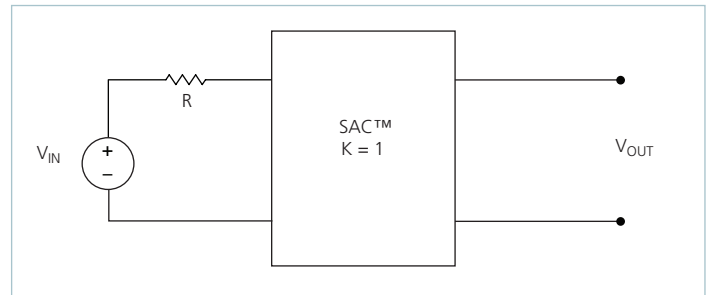 R
SAC™
K = 1
V_IN
+
–
V_OUT